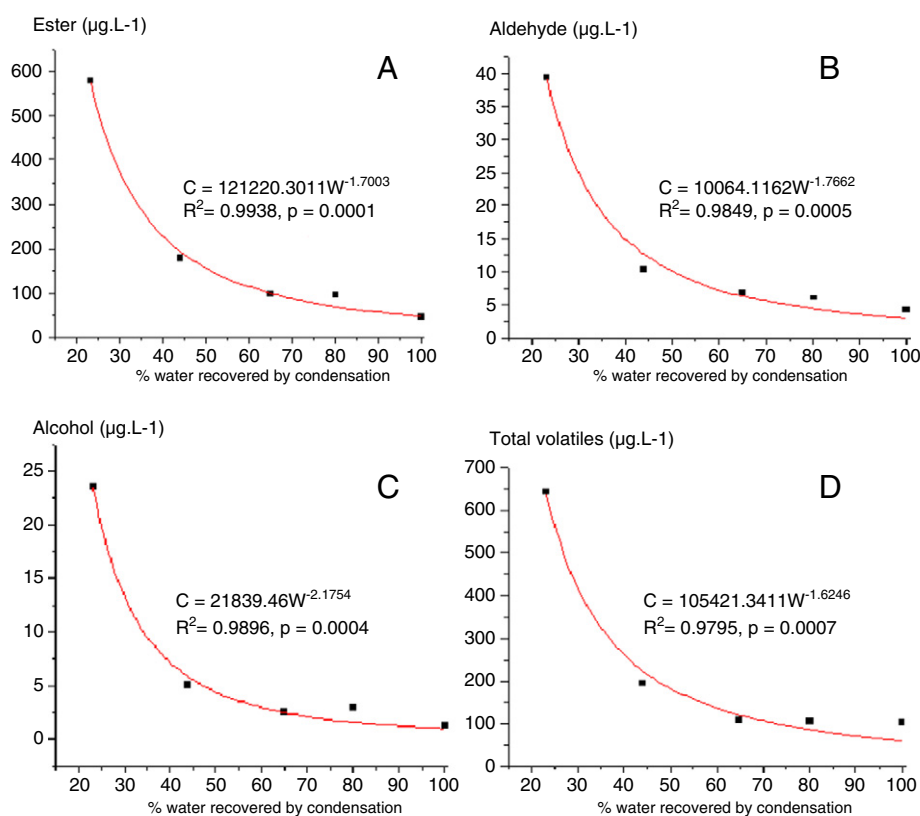 Ester (µg.L-1)
A
600
500
400
300
200
100
0
C = 121220.3011W-1.7003
R2= 0.9938, p = 0.0001
20 30 40 50 60 70 80 90 100
% water recovered by condensation
Aldehyde (µg.L-1)
B
40
35
30
25
20
15
10
5
0
C = 10064.1162W-1.7662
R2= 0.9849, p = 0.0005
20 30 40 50 60 70 80 90 100
% water recovered by condensation
Alcohol (µg.L-1)
C
25
20
15
10
5
0
C = 21839.46W-2.1754
R2= 0.9896, p = 0.0004
20 30 40 50 60 70 80 90 100
% water recovered by condensation
Total volatiles (µg.L-1)
D
700
600
500
400
300
200
100
0
C = 105421.3411W-1.6246
R2= 0.9795, p = 0.0007
20 30 40 50 60 70 80 90 100
% water recovered by condensation